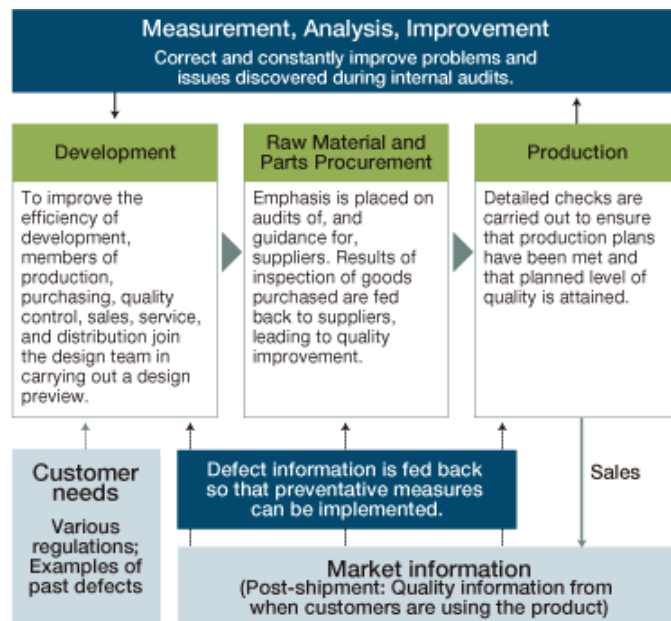 Measurement, Analysis, Improvement
Correct and constantly improve problems and
issues discovered during internal audits.
Development
To improve the
efficiency of
development,
members of
production,
purchasing, quality
control, sales, service,
and distribution join
the design team in
carrying out a design
preview.
Raw Material and
Parts Procurement
Emphasis is placed on
audits of, and
guidance for,
suppliers. Results of
inspection of goods
purchased are fed
back to suppliers,
leading to quality
improvement.
Production
Detailed checks are
carried out to ensure
that production plans
have been met and
that planned level of
quality is attained.
Customer
needs
Various
regulations;
Examples of
past defects
Defect information is fed back
so that preventative measures
can be implemented.
Sales
Market information
(Post-shipment: Quality information from
when customers are using the product)